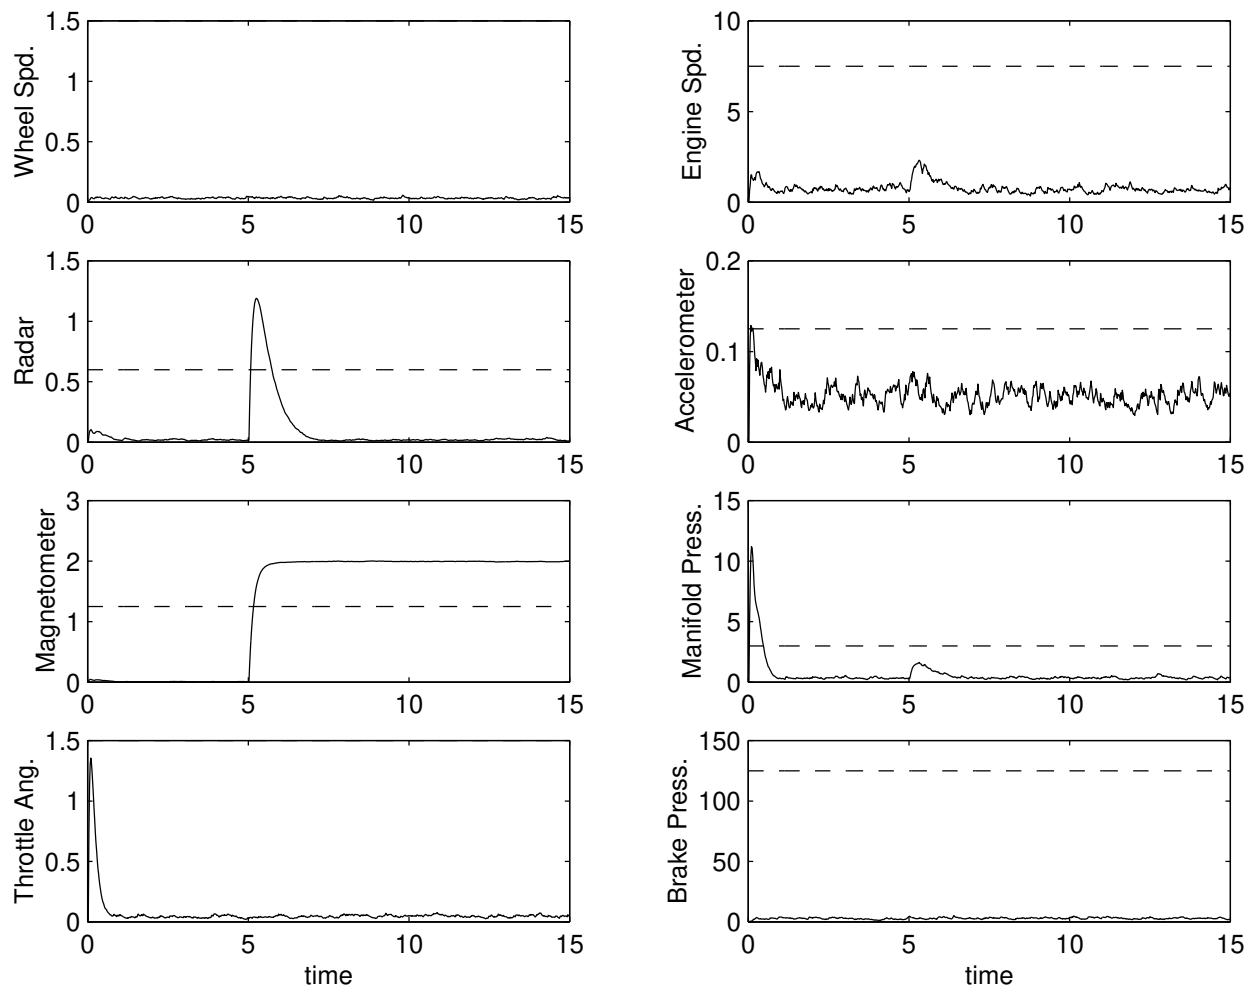 Wheel Spd.
1.5
1
0.5
0
0 5 10 15
Engine Spd.
10
5
0
0 5 10 15
Radar
1.5
1
0.5
0
0 5 10 15
Accelerometer
0.2
0.1
0
0 5 10 15
Magnetometer
3
2
1
0
0 5 10 15
Manifold Press.
15
10
5
0
0 5 10 15
Throttle Ang.
1.5
1
0.5
0
0 5 10 15
time
Brake Press.
150
100
50
0
0 5 10 15
time